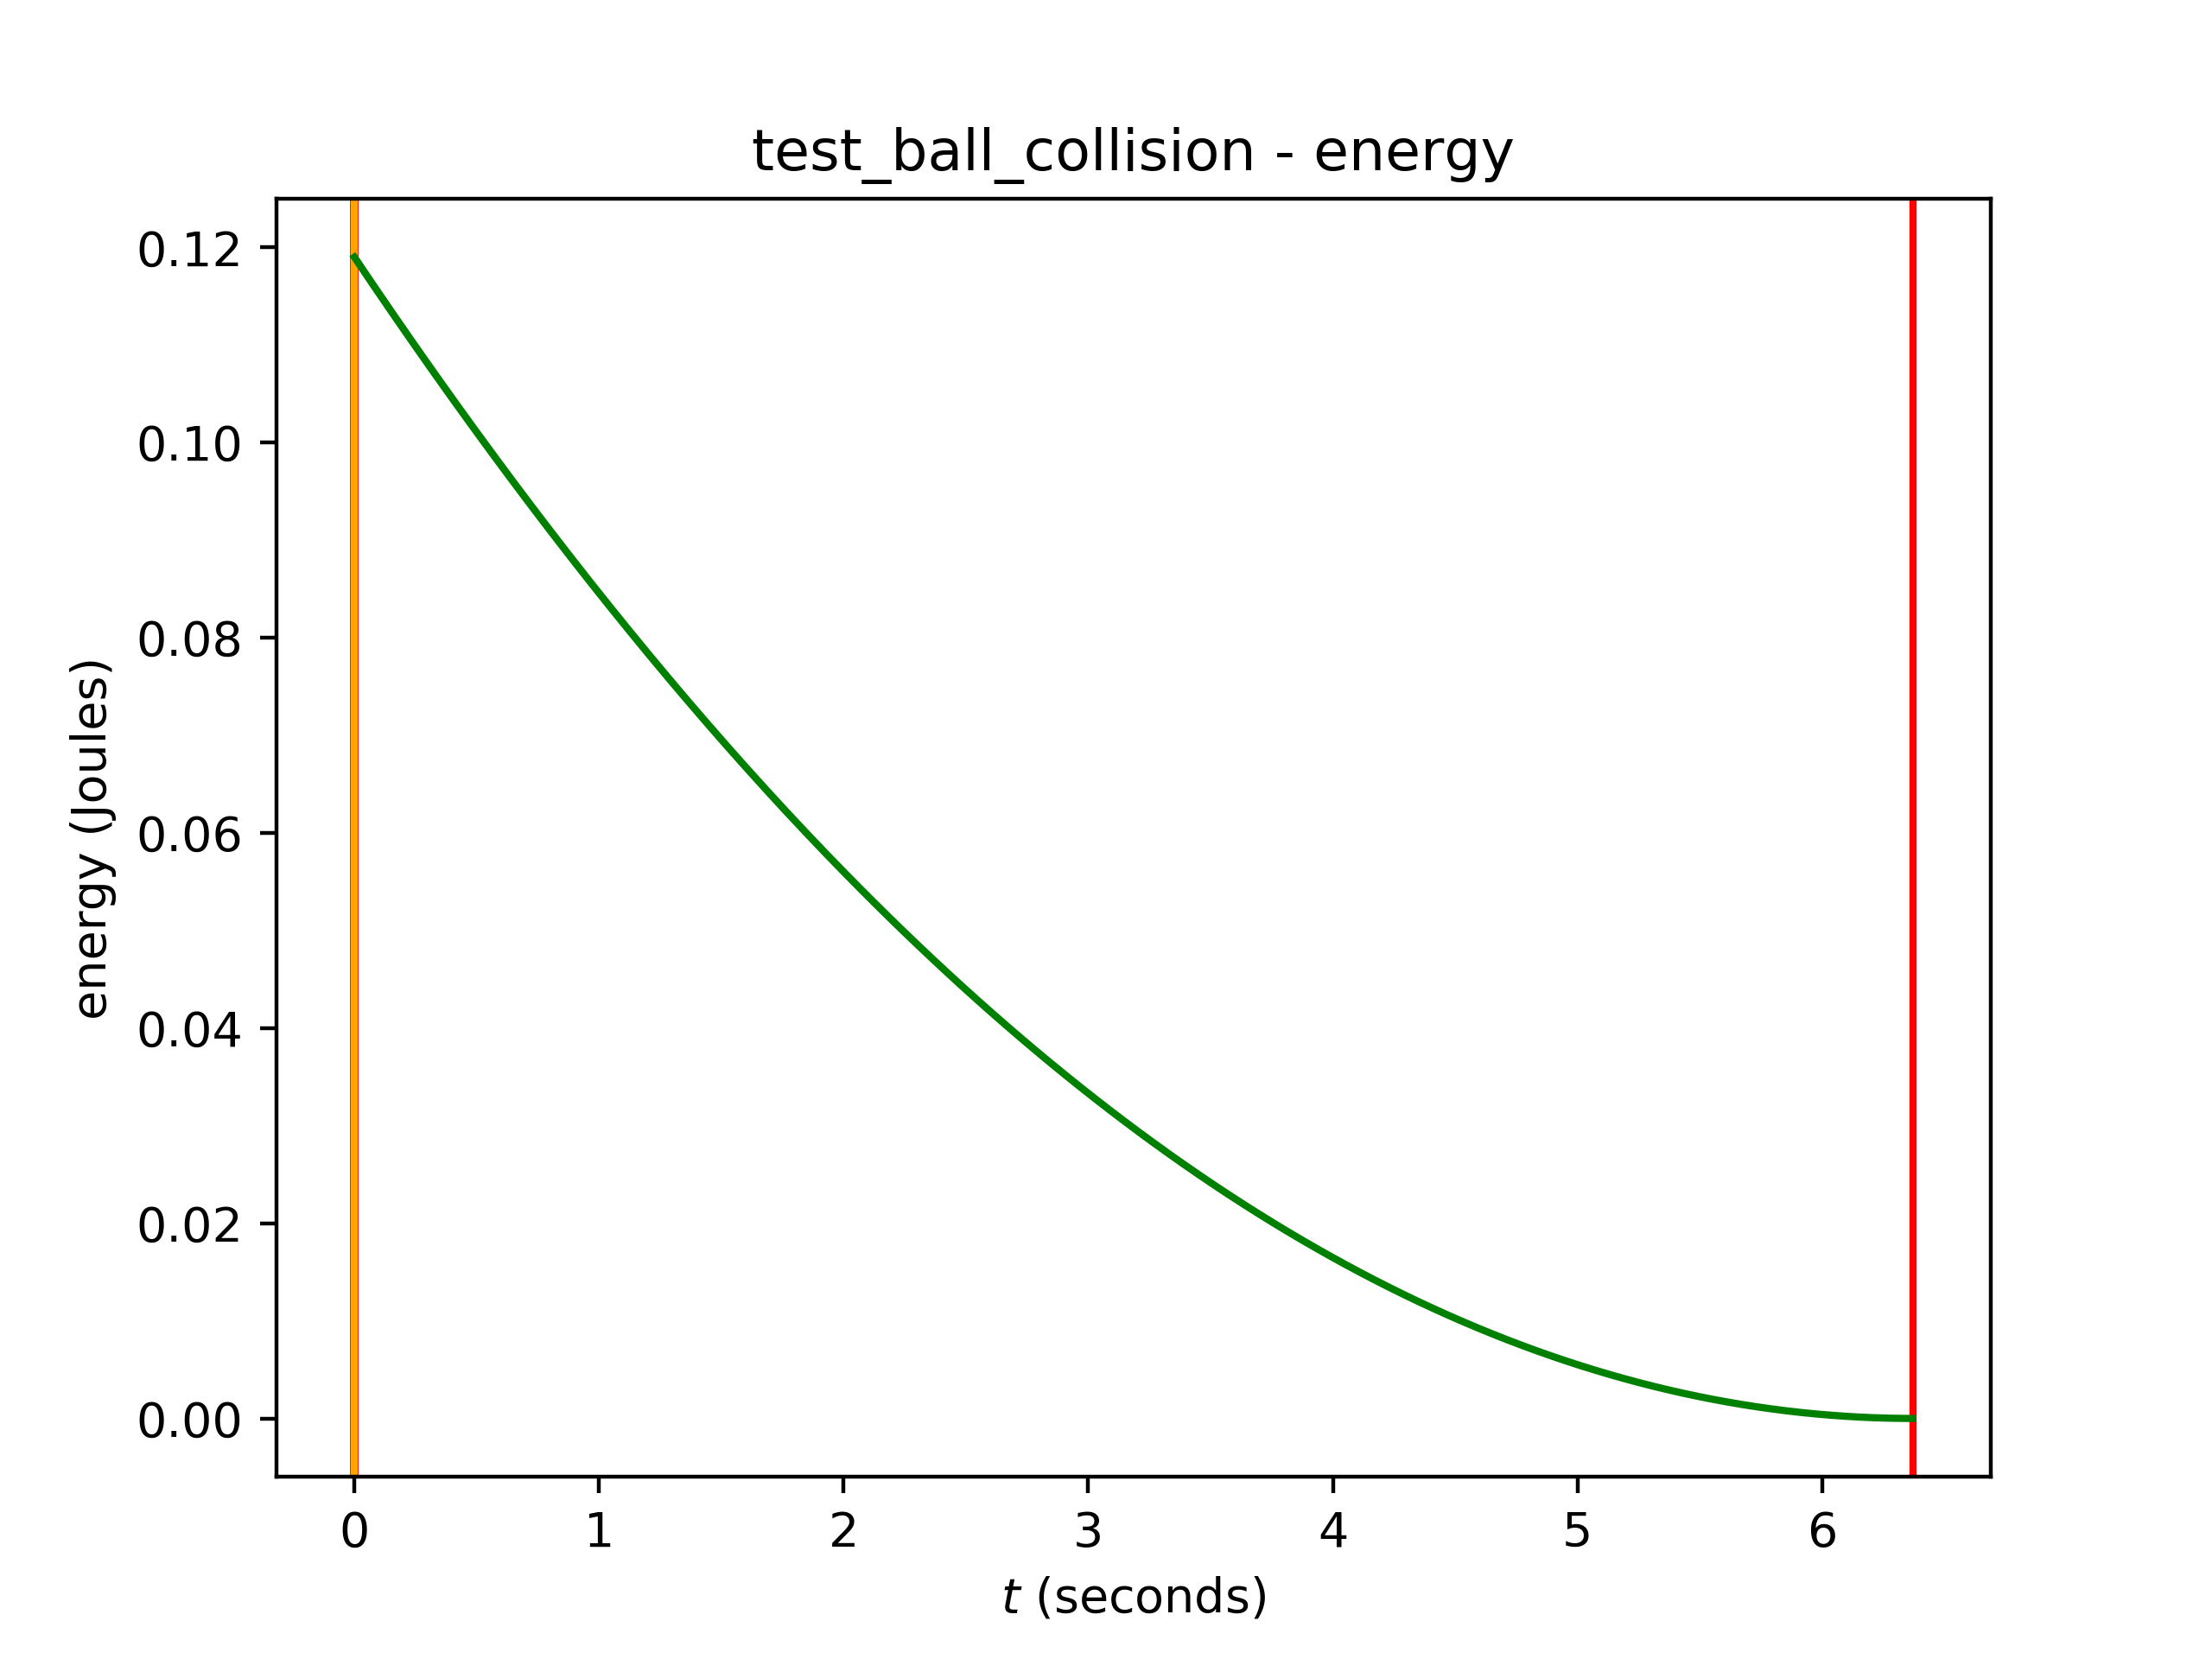 test_ball_collision - energy
energy (Joules)
0.12
0.10
0.08
0.06
0.04
0.02
0.00
0 1 2 3 4 5 6
t (seconds)